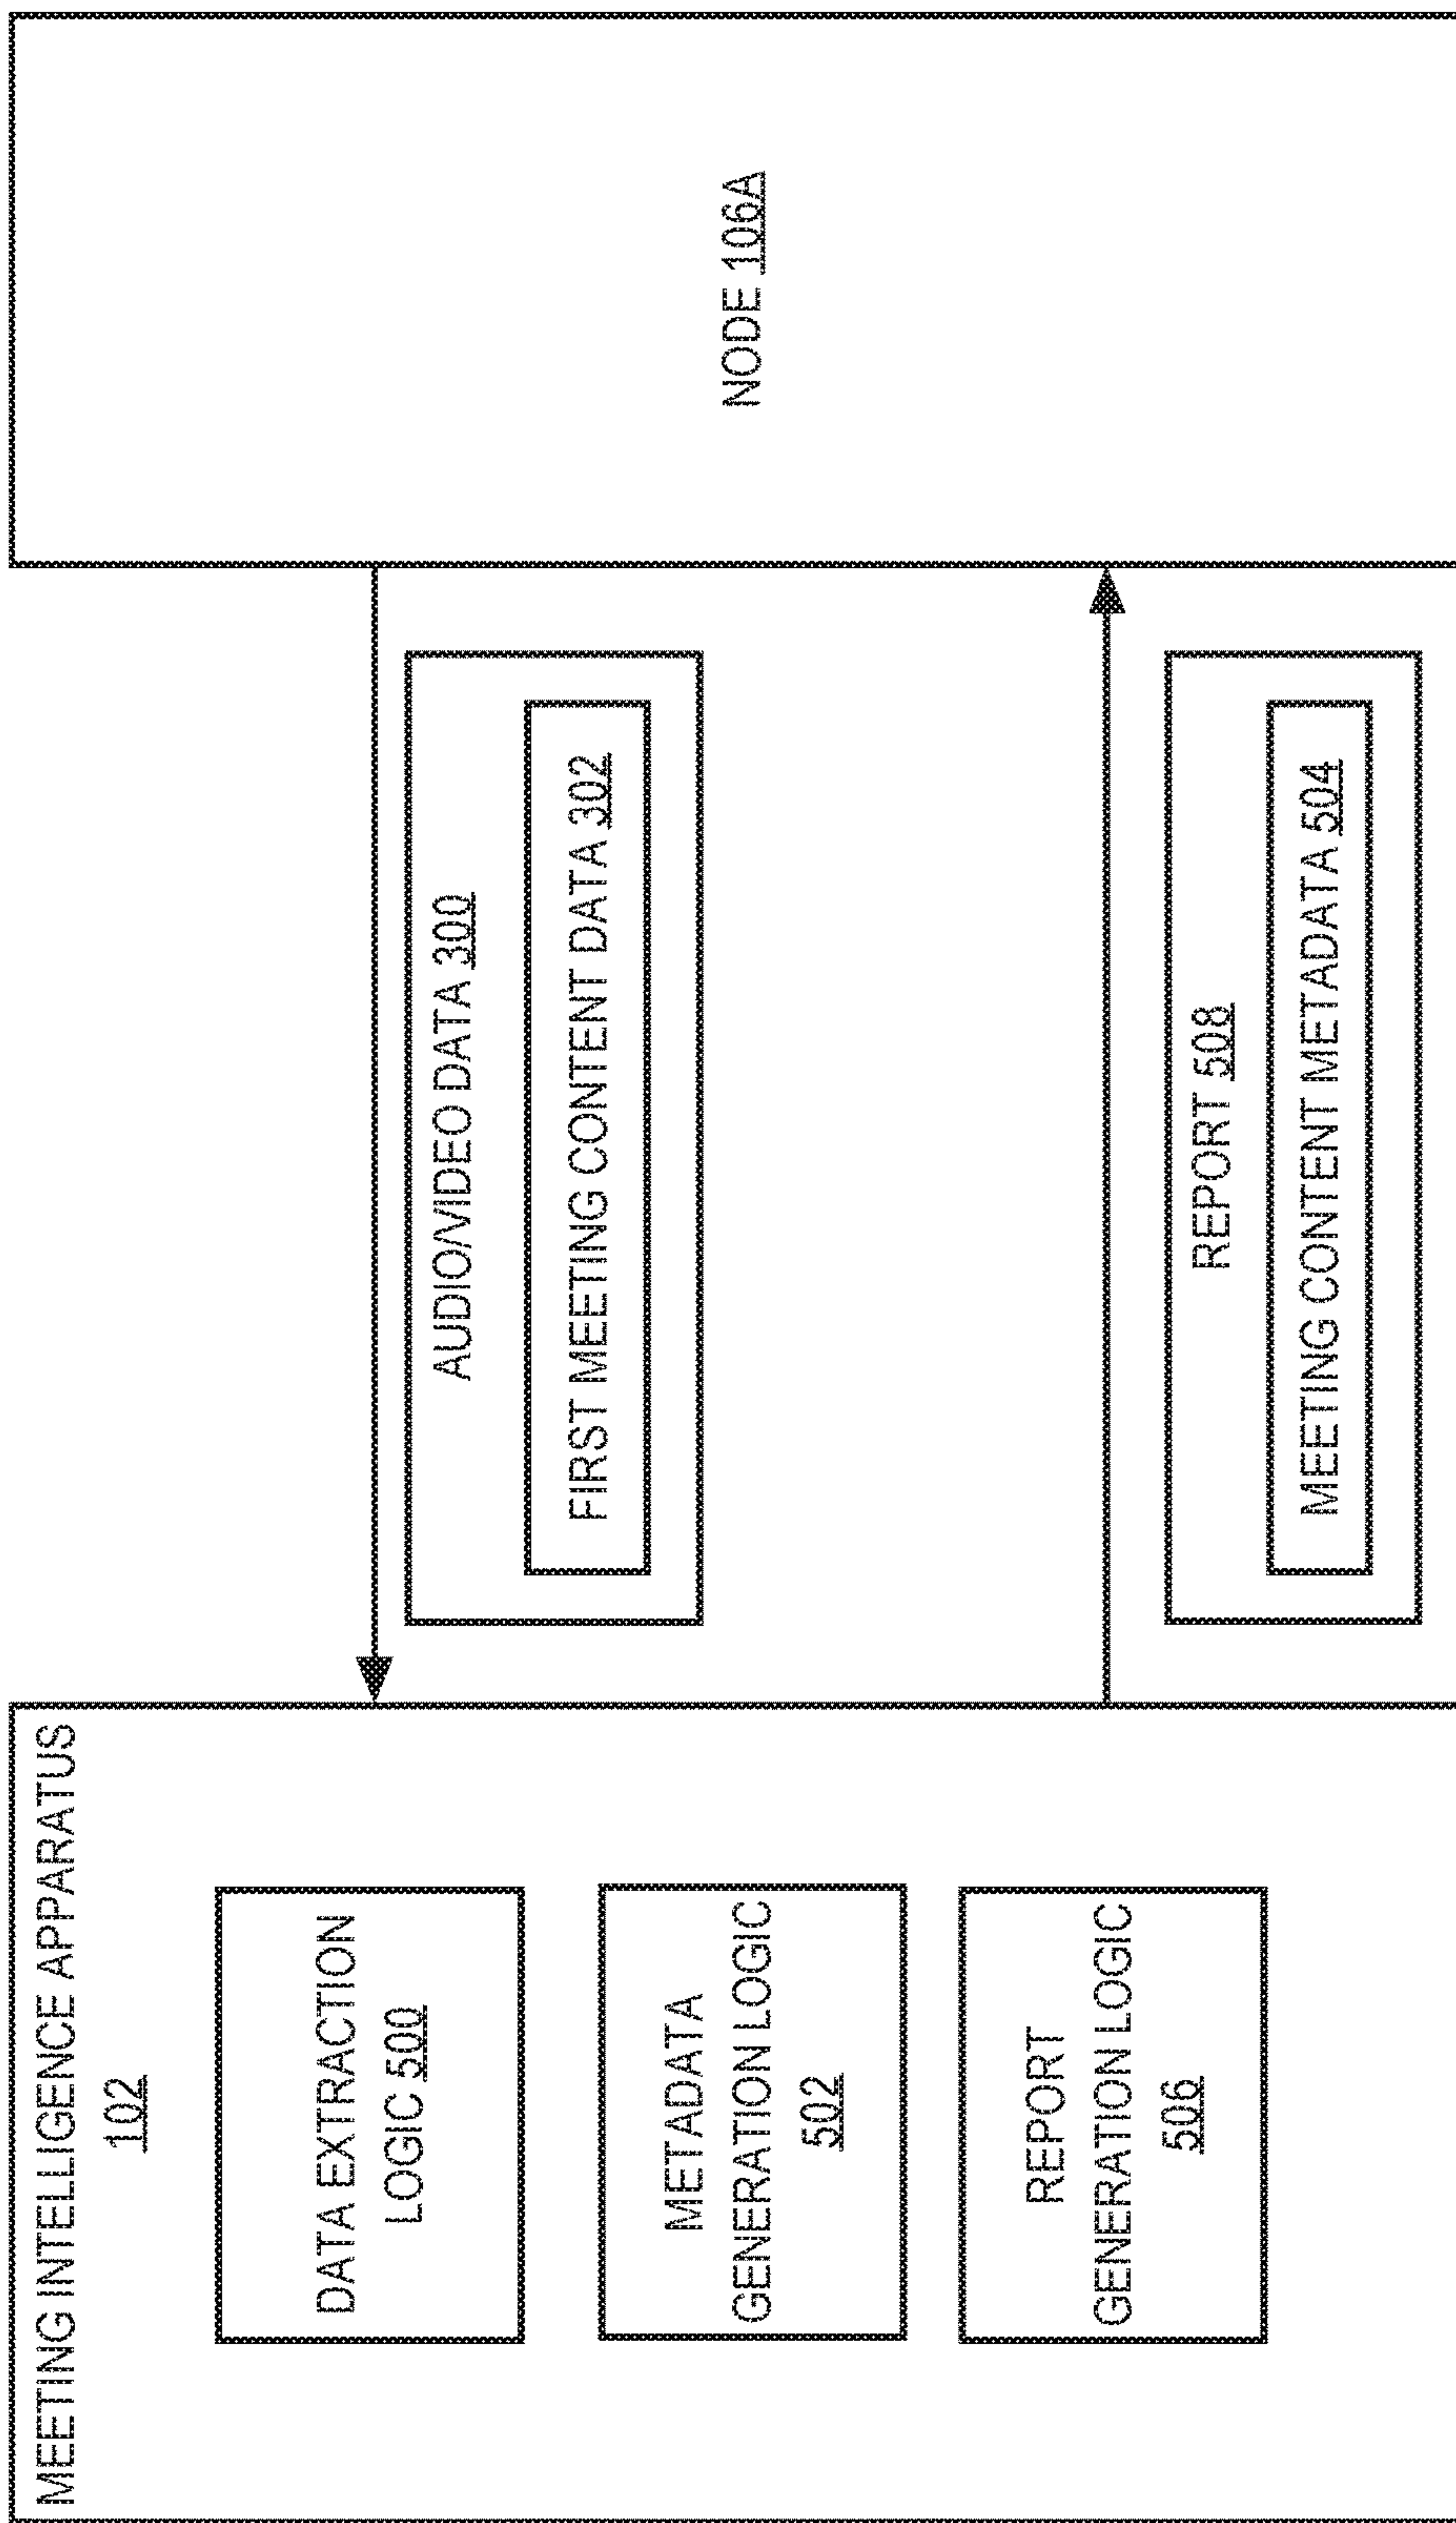 MEETING INTELLIGENCE APPARATUS
102
DATA EXTRACTION
LOGIC 500
METADATA
GENERATION LOGIC
502
REPORT
GENERATION LOGIC
506
AUDIO/VIDEO DATA 300
FIRST MEETING CONTENT DATA 302
REPORT 508
MEETING CONTENT METADATA 504
NODE 106A